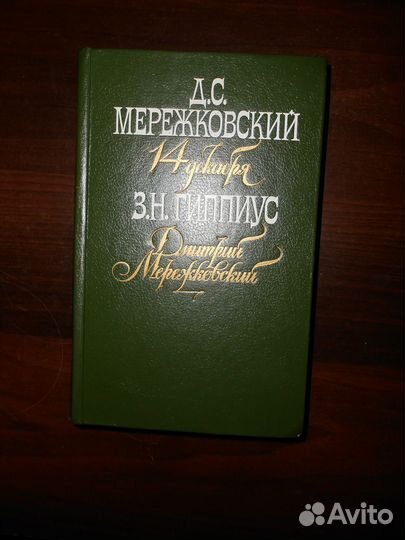 Д.С.
МЕРЕЖКОВСКИЙ
14 декабря
З.Н. ГИППИУС
Дмитрий
Мережковский
Avito